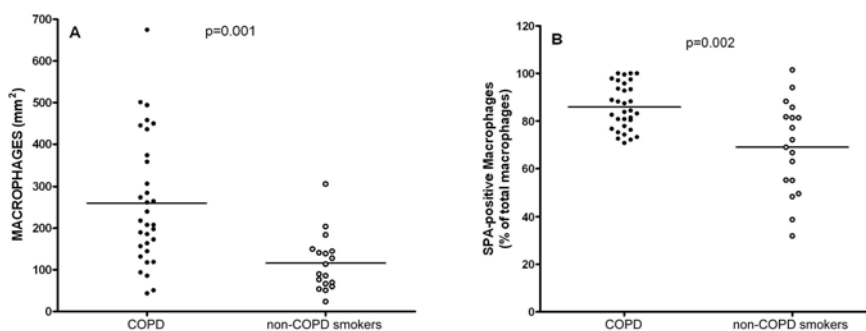 A
p=0.001
MACROPHAGES (mm²)
700
600
500
400
300
200
100
0
COPD
non-COPD smokers
B
p=0.002
SPA-positive Macrophages
(% of total macrophages)
120
100
80
60
40
20
0
COPD
non-COPD smokers